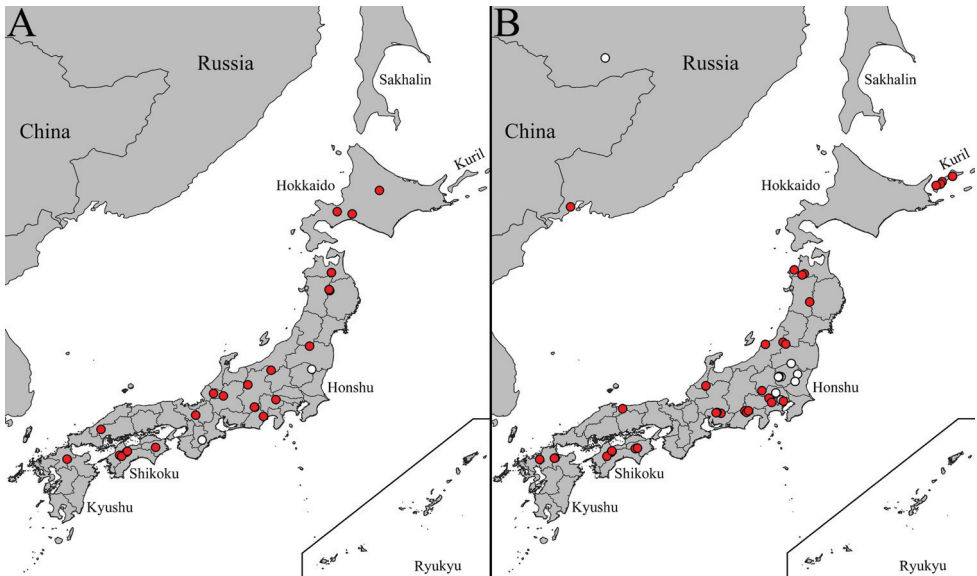 A
Russia
Sakhalin
China
Kuril
Hokkaido
Honshu
Shikoku
Kyushu
Ryukyu
B
Russia
Sakhalin
China
Kuril
Hokkaido
Honshu
Shikoku
Kyushu
Ryukyu